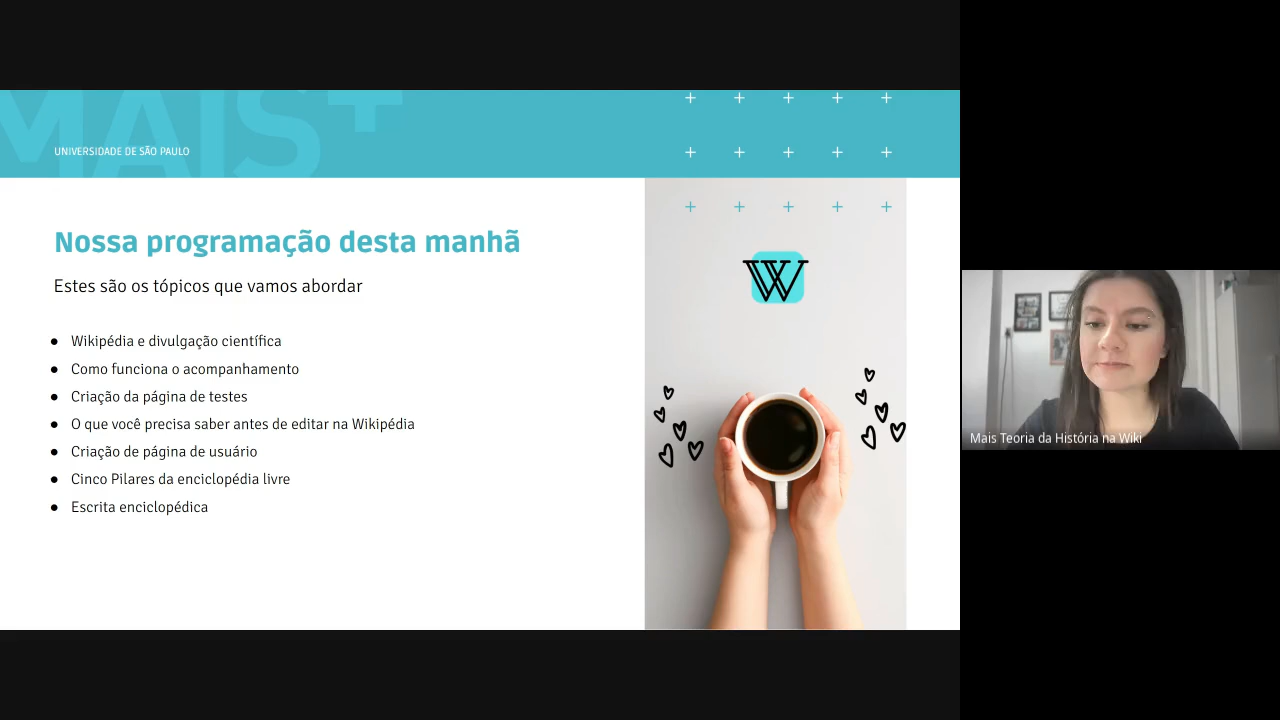 MAIS+
UNIVERSIDADE DE SÃO PAULO
Nossa programação desta manhã
Estes são os tópicos que vamos abordar
● Wikipédia e divulgação científica
● Como funciona o acompanhamento
● Criação da página de testes
● O que você precisa saber antes de editar na Wikipédia
● Criação de página de usuário
● Cinco Pilares da enciclopédia livre
● Escrita enciclopédica
W
Mais Teoria da História na Wiki